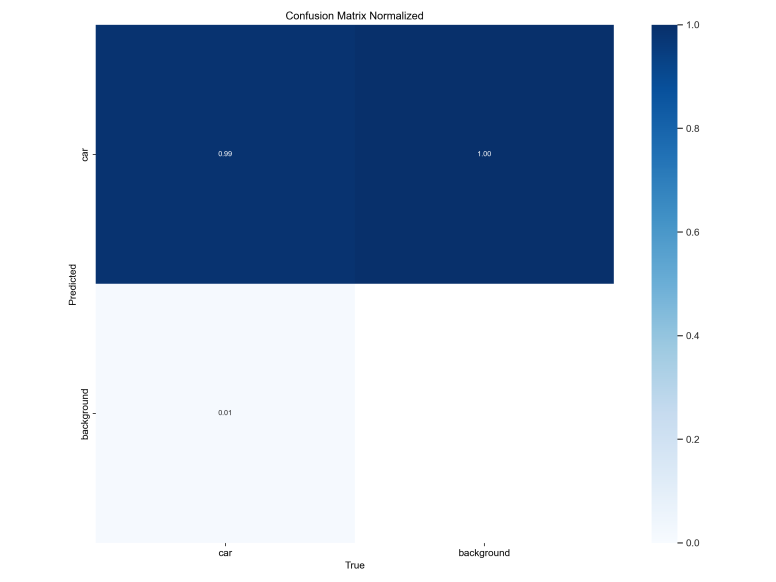 Confusion Matrix Normalized
1.0
0.8
0.6
0.4
0.2
0.0
car
0.99
1.00
Predicted
background
0.01
car
background
True